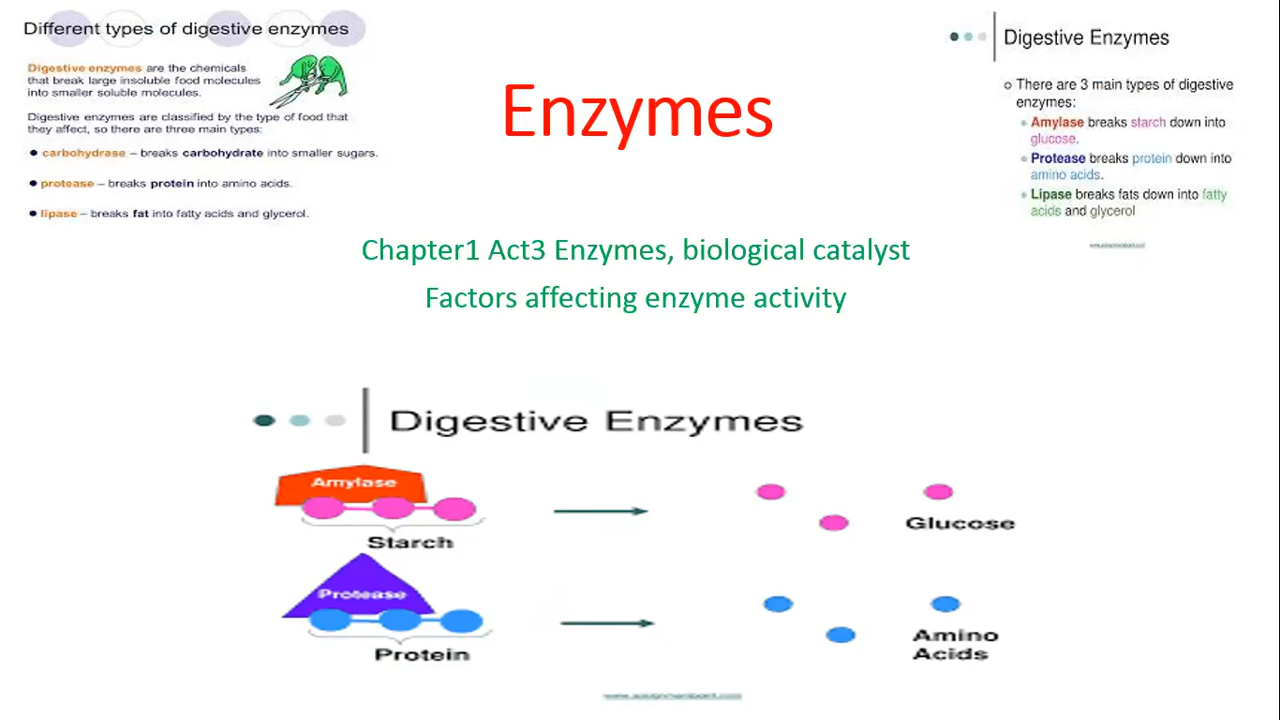 Different types of digestive enzymes
Digestive enzymes are the chemicals
that break large insoluble food molecules
into smaller soluble molecules.
Digestive enzymes are classified by the type of food that
they affect, so there are three main types:
carbohydrase – breaks carbohydrate into smaller sugars.
protease – breaks protein into amino acids.
lipase – breaks fat into fatty acids and glycerol.
Enzymes
Digestive Enzymes
There are 3 main types of digestive
enzymes:
Amylase breaks starch down into
glucose.
Protease breaks protein down into
amino acids.
Lipase breaks fats down into fatty
acids and glycerol
Chapter1 Act3 Enzymes, biological catalyst
Factors affecting enzyme activity
Digestive Enzymes
Amylase
Starch
Glucose
Protease
Protein
Amino
Acids